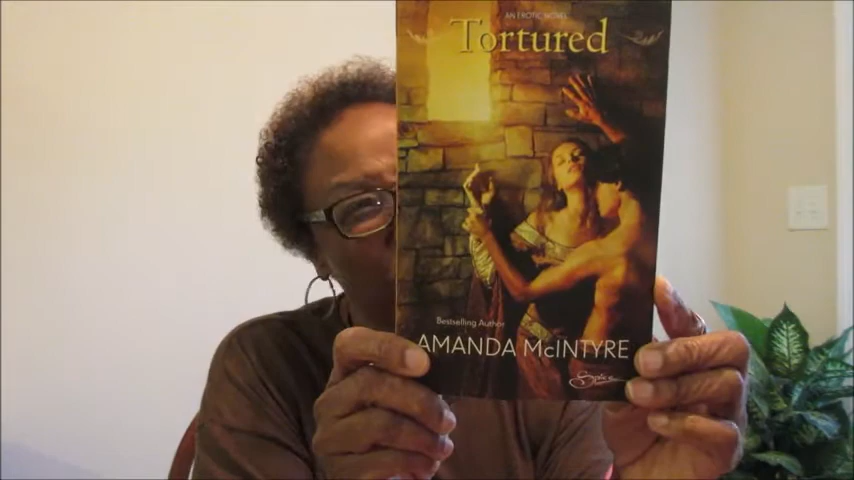 AN EROTIC NOVEL
Tortured
Bestselling Author
AMANDA McINTYRE
Spice